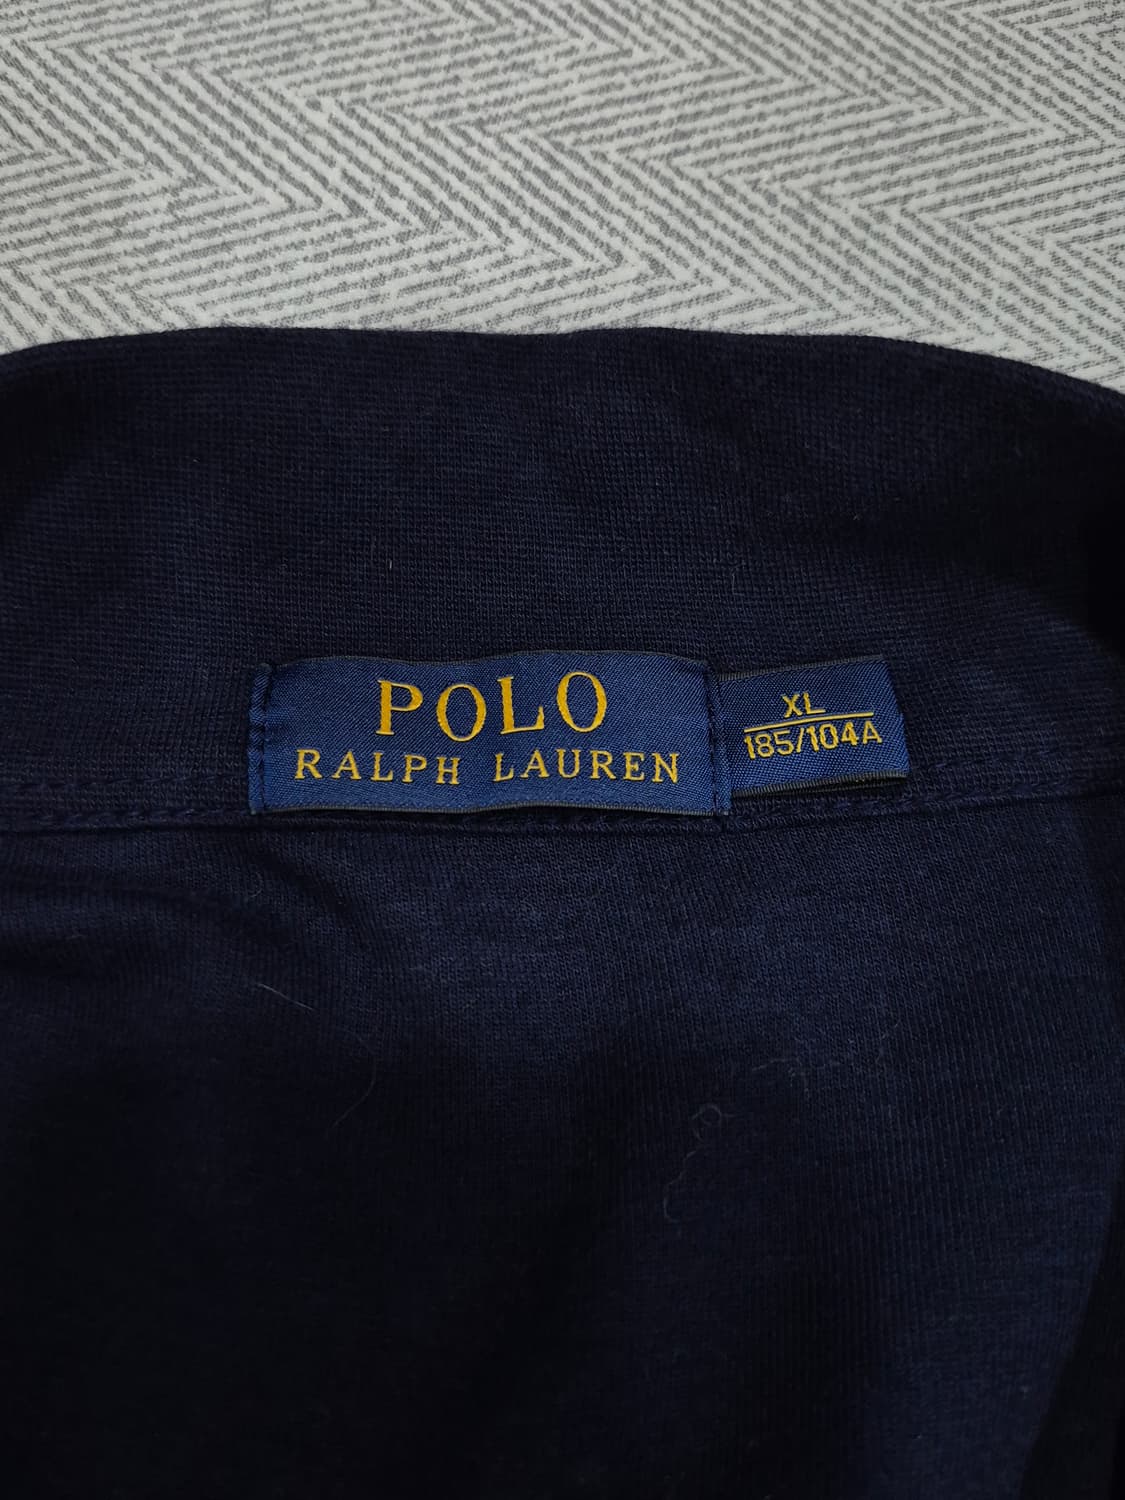 POLO
RALPH LAUREN
XL
185/104A